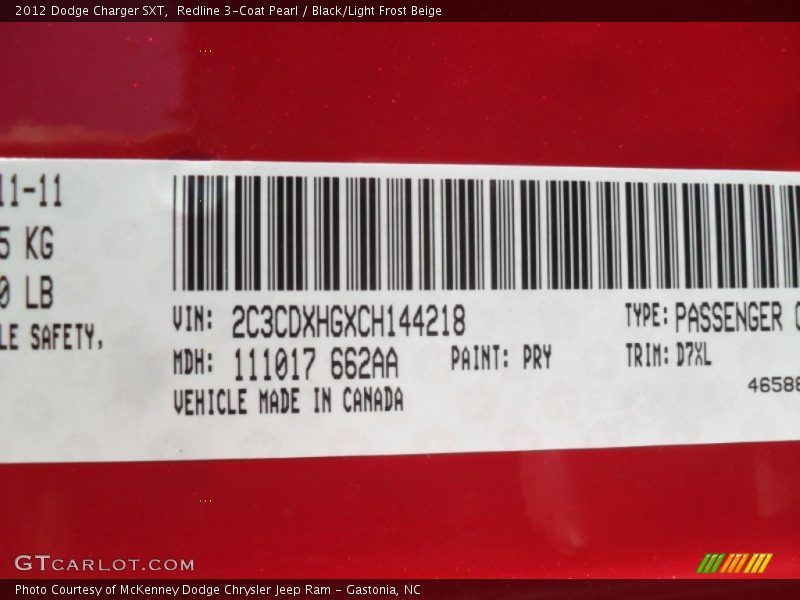 2012 Dodge Charger SXT,  Redline 3-Coat Pearl / Black/Light Frost Beige
11-11
5 KG
0 LB
LE SAFETY,
VIN: 2C3CDXHGXCH144218 TYPE: PASSENGER
MDH: 111017 662AA PAINT: PRY TRIM: D7XL
VEHICLE MADE IN CANADA
46588
GTCARLOT.COM
Photo Courtesy of McKenney Dodge Chrysler Jeep Ram - Gastonia, NC